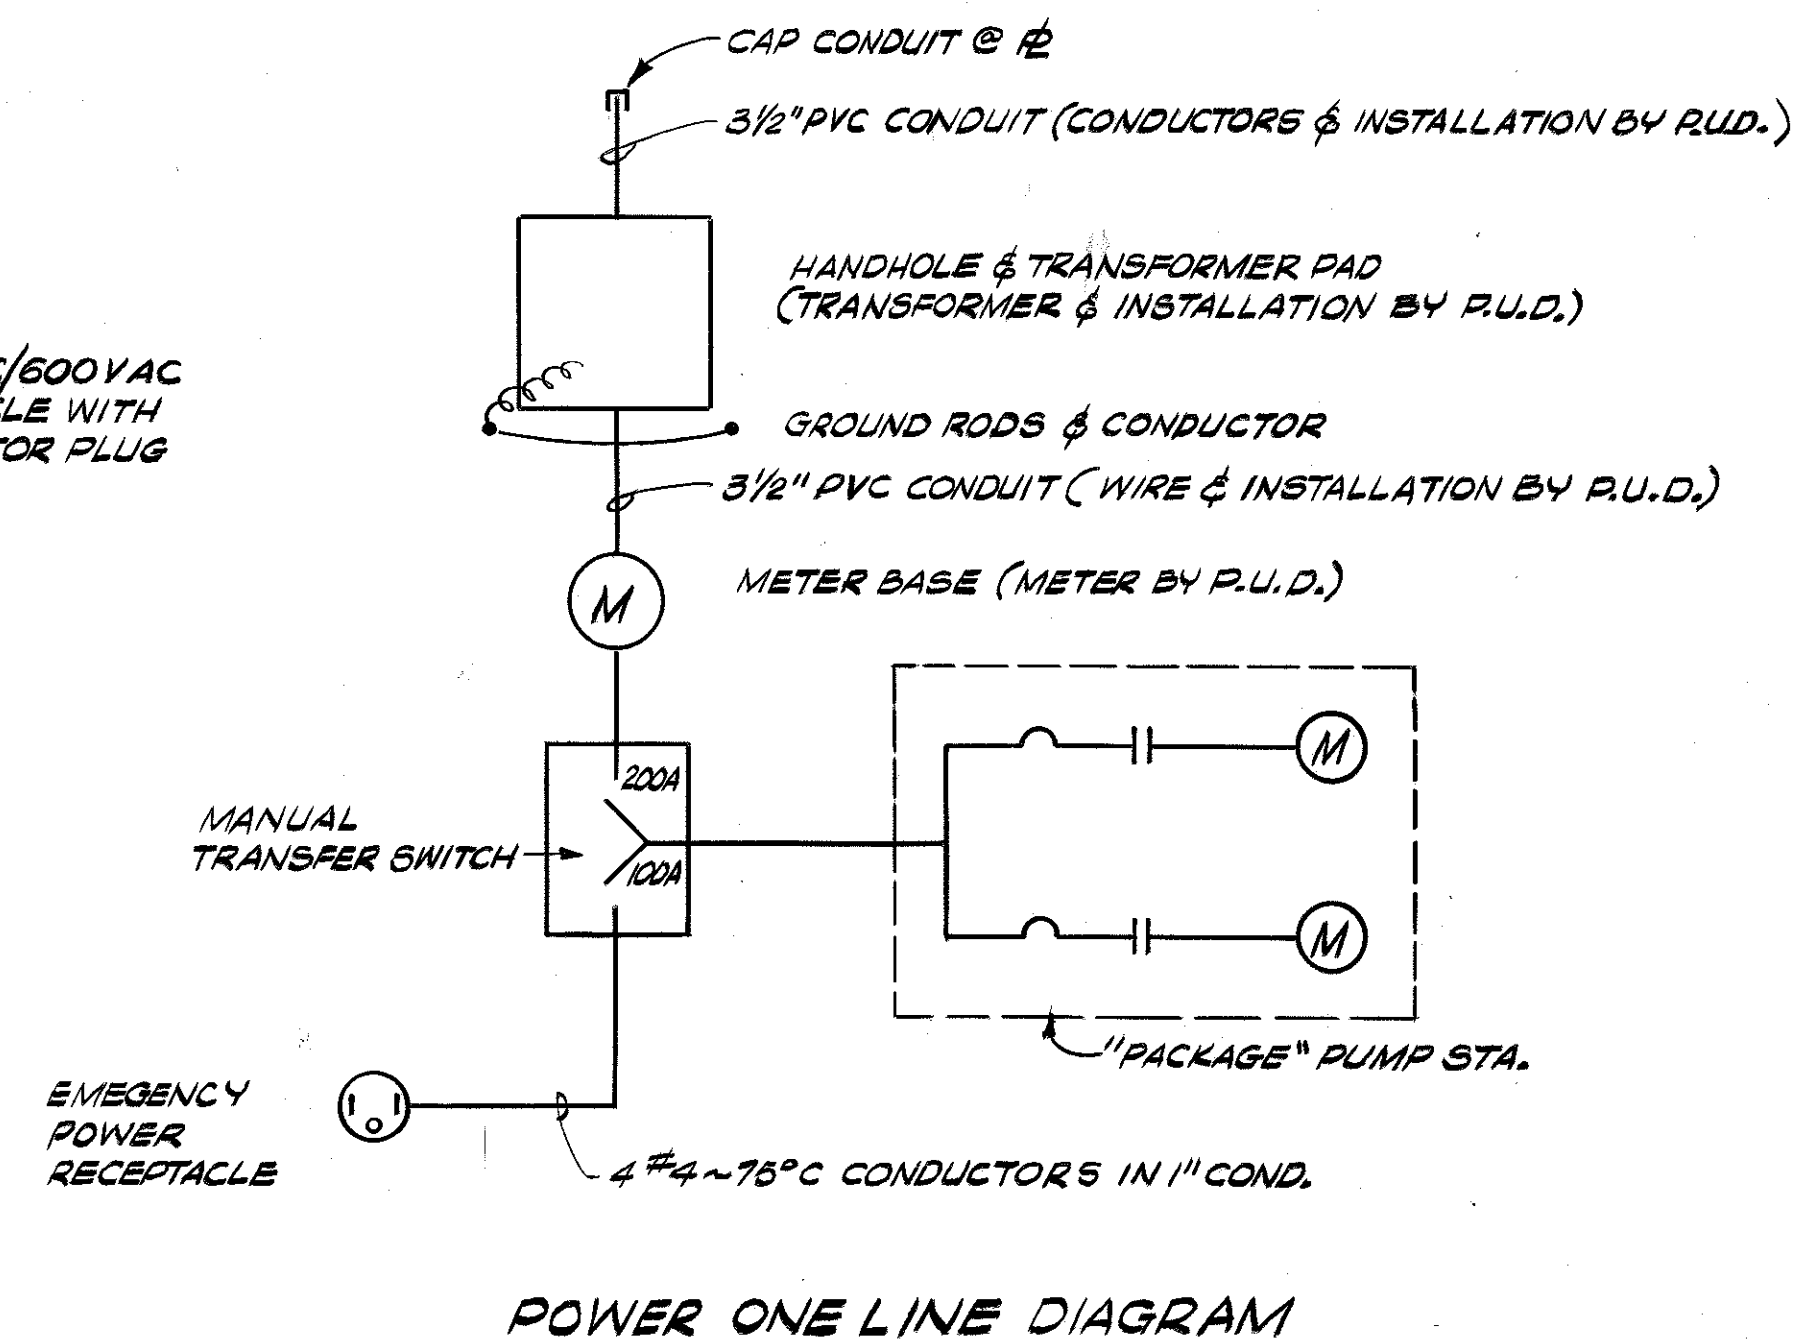 CAP CONDUIT @ PL
3½" PVC CONDUIT (CONDUCTORS & INSTALLATION BY P.U.D.)
HANDHOLE & TRANSFORMER PAD
(TRANSFORMER & INSTALLATION BY P.U.D.)
/600VAC
WITH
PLUG
GROUND RODS & CONDUCTOR
3½" PVC CONDUIT (WIRE & INSTALLATION BY P.U.D.)
M
METER BASE (METER BY P.U.D.)
200A
100A
MANUAL
TRANSFER SWITCH
M
M
"PACKAGE" PUMP STA.
EMEGENCY
POWER
RECEPTACLE
4 #4~75°C CONDUCTORS IN 1" COND.
POWER ONE LINE DIAGRAM